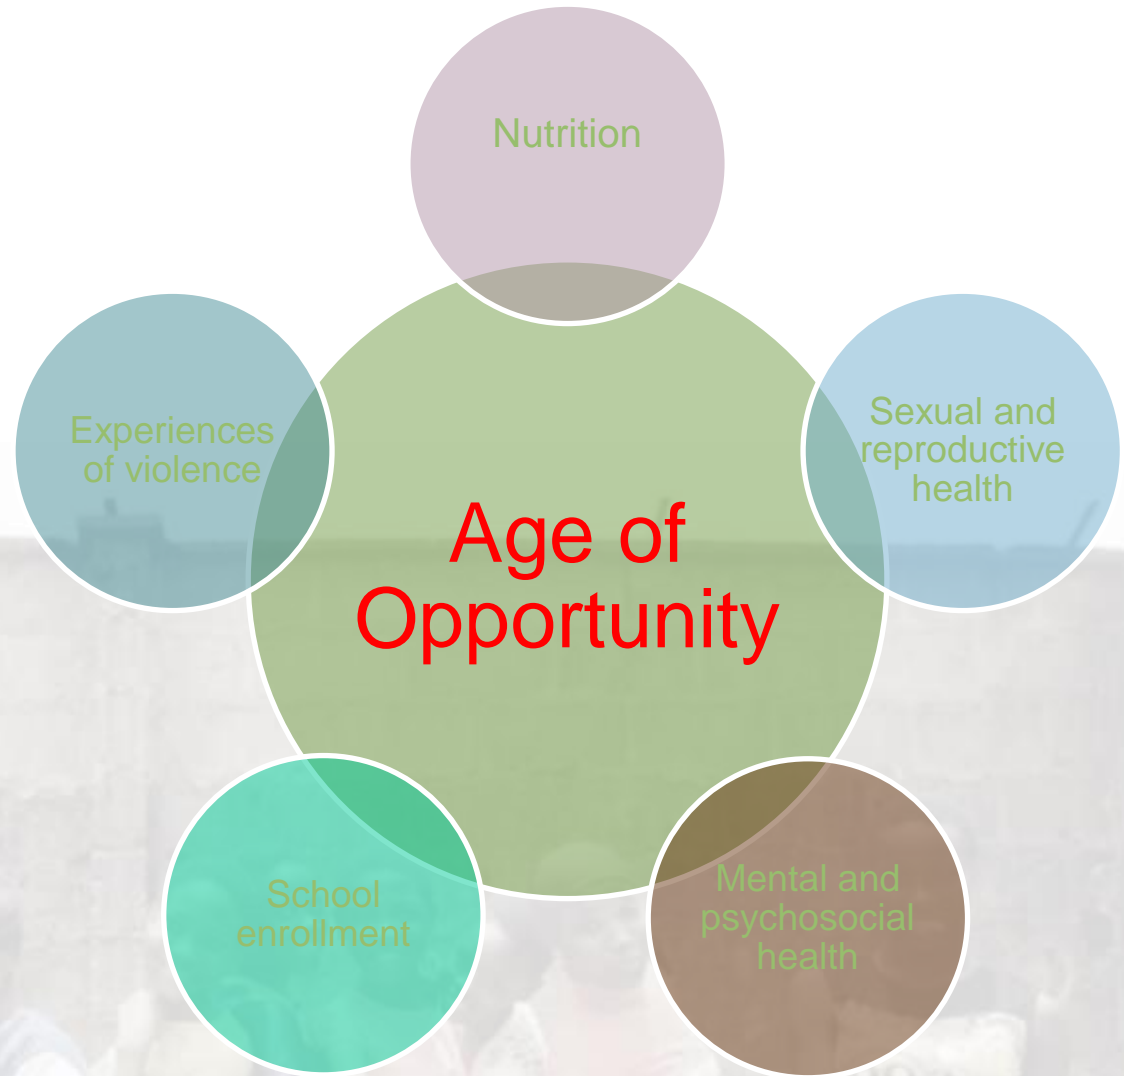 Nutrition
Experiences
of violence
Sexual and
reproductive
health
Age of
Opportunity
School
enrollment
Mental and
psychosocial
health